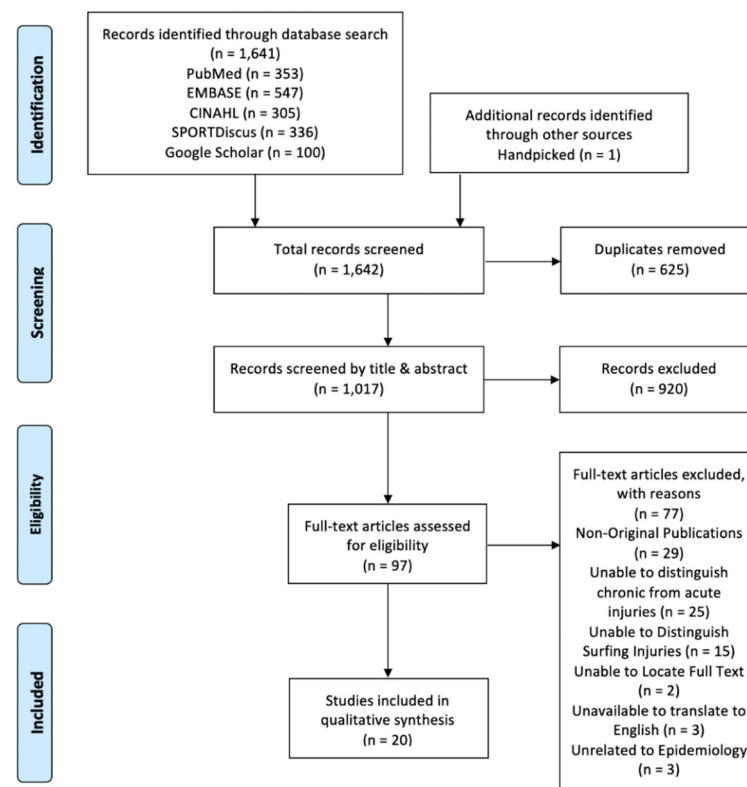 Identification
Records identified through database search
(n = 1,641)
PubMed (n = 353)
EMBASE (n = 547)
CINAHL (n = 305)
SPORTDiscus (n = 336)
Google Scholar (n = 100)
Additional records identified
through other sources
Handpicked (n = 1)
Screening
Total records screened
(n = 1,642)
Duplicates removed
(n = 625)
Records screened by title & abstract
(n = 1,017)
Records excluded
(n = 920)
Eligibility
Full-text articles assessed
for eligibility
(n = 97)
Full-text articles excluded,
with reasons
(n = 77)
Non-Original Publications
(n = 29)
Unable to distinguish
chronic from acute
injuries (n = 25)
Unable to Distinguish
Surfing Injuries (n = 15)
Unable to Locate Full Text
(n = 2)
Unavailable to translate to
English (n = 3)
Unrelated to Epidemiology
(n = 3)
Included
Studies included in
qualitative synthesis
(n = 20)